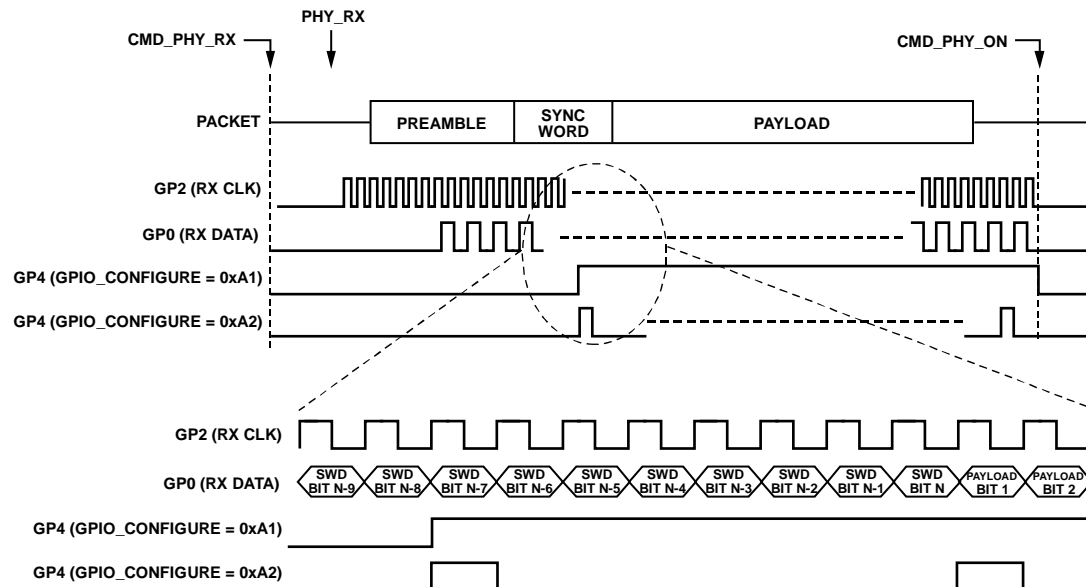 PHY_RX
CMD_PHY_RX
CMD_PHY_ON
PACKET
PREAMBLE
SYNC
WORD
PAYLOAD
GP2 (RX CLK)
GP0 (RX DATA)
GP4 (GPIO_CONFIGURE = 0xA1)
GP4 (GPIO_CONFIGURE = 0xA2)
GP2 (RX CLK)
GP0 (RX DATA)
SWD
BIT N-9
SWD
BIT N-8
SWD
BIT N-7
SWD
BIT N-6
SWD
BIT N-5
SWD
BIT N-4
SWD
BIT N-3
SWD
BIT N-2
SWD
BIT N-1
SWD
BIT N
PAYLOAD
BIT 1
PAYLOAD
BIT 2
GP4 (GPIO_CONFIGURE = 0xA1)
GP4 (GPIO_CONFIGURE = 0xA2)